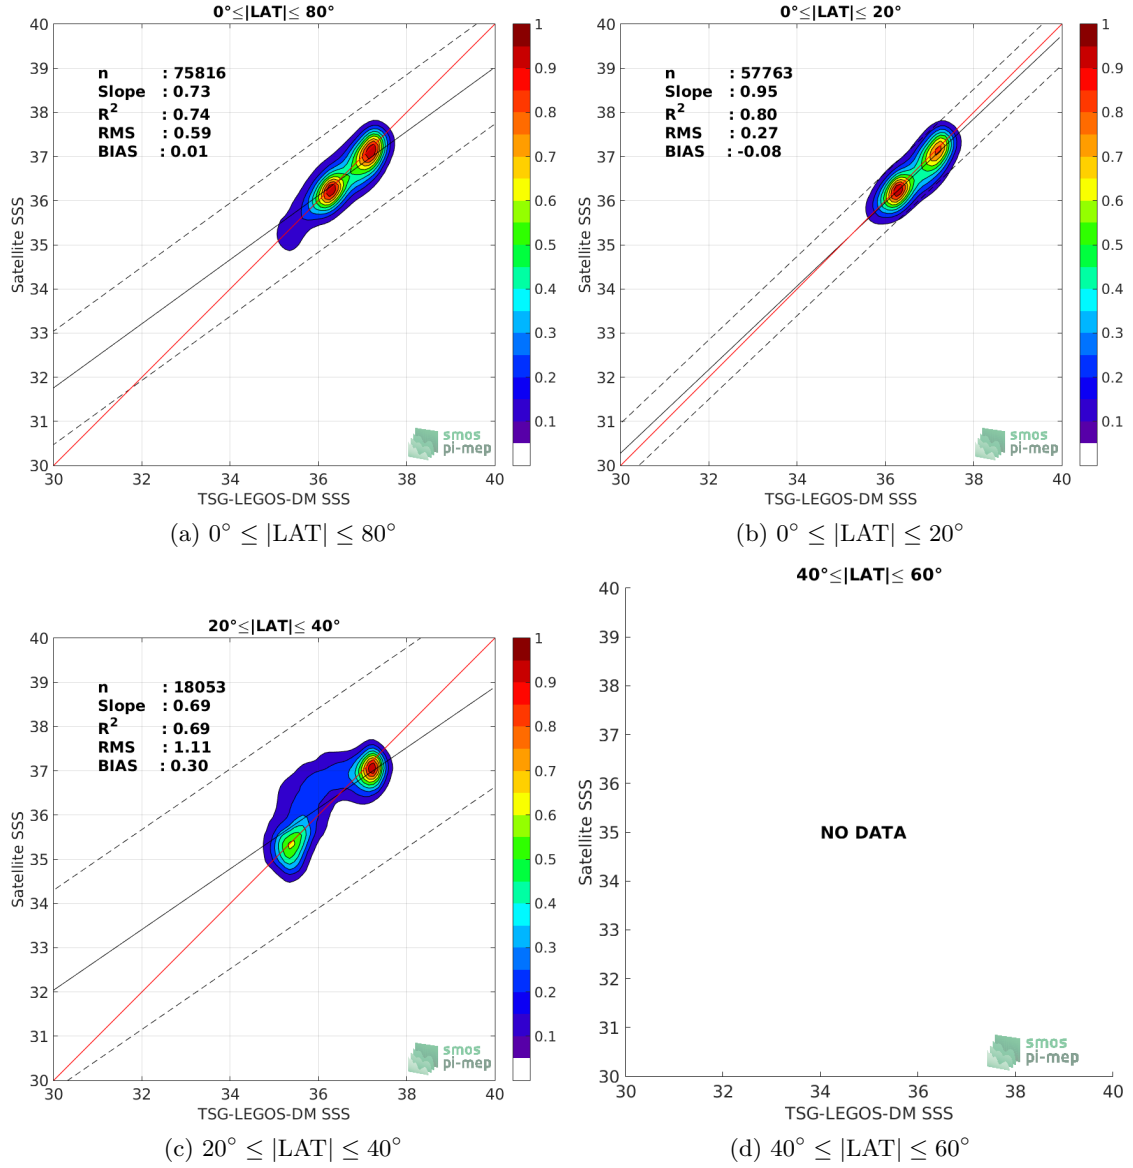 0°≤|LAT|≤ 80°
n : 75816
Slope : 0.73
R2 : 0.74
RMS : 0.59
BIAS : 0.01
Satellite SSS
40
39
38
37
36
35
34
33
32
31
30
30 32 34 36 38 40
TSG-LEGOS-DM SSS
1
0.9
0.8
0.7
0.6
0.5
0.4
0.3
0.2
0.1
smos
pi-mep
(a) 0° ≤ |LAT| ≤ 80°
0°≤|LAT|≤ 20°
n : 57763
Slope : 0.95
R2 : 0.80
RMS : 0.27
BIAS : -0.08
Satellite SSS
40
39
38
37
36
35
34
33
32
31
30
30 32 34 36 38 40
TSG-LEGOS-DM SSS
1
0.9
0.8
0.7
0.6
0.5
0.4
0.3
0.2
0.1
smos
pi-mep
(b) 0° ≤ |LAT| ≤ 20°
20°≤|LAT|≤ 40°
n : 18053
Slope : 0.69
R2 : 0.69
RMS : 1.11
BIAS : 0.30
Satellite SSS
40
39
38
37
36
35
34
33
32
31
30
30 32 34 36 38 40
TSG-LEGOS-DM SSS
1
0.9
0.8
0.7
0.6
0.5
0.4
0.3
0.2
0.1
smos
pi-mep
(c) 20° ≤ |LAT| ≤ 40°
40°≤|LAT|≤ 60°
Satellite SSS
40
39
38
37
36
35
34
33
32
31
30
NO DATA
30 32 34 36 38 40
TSG-LEGOS-DM SSS
smos
pi-mep
(d) 40° ≤ |LAT| ≤ 60°